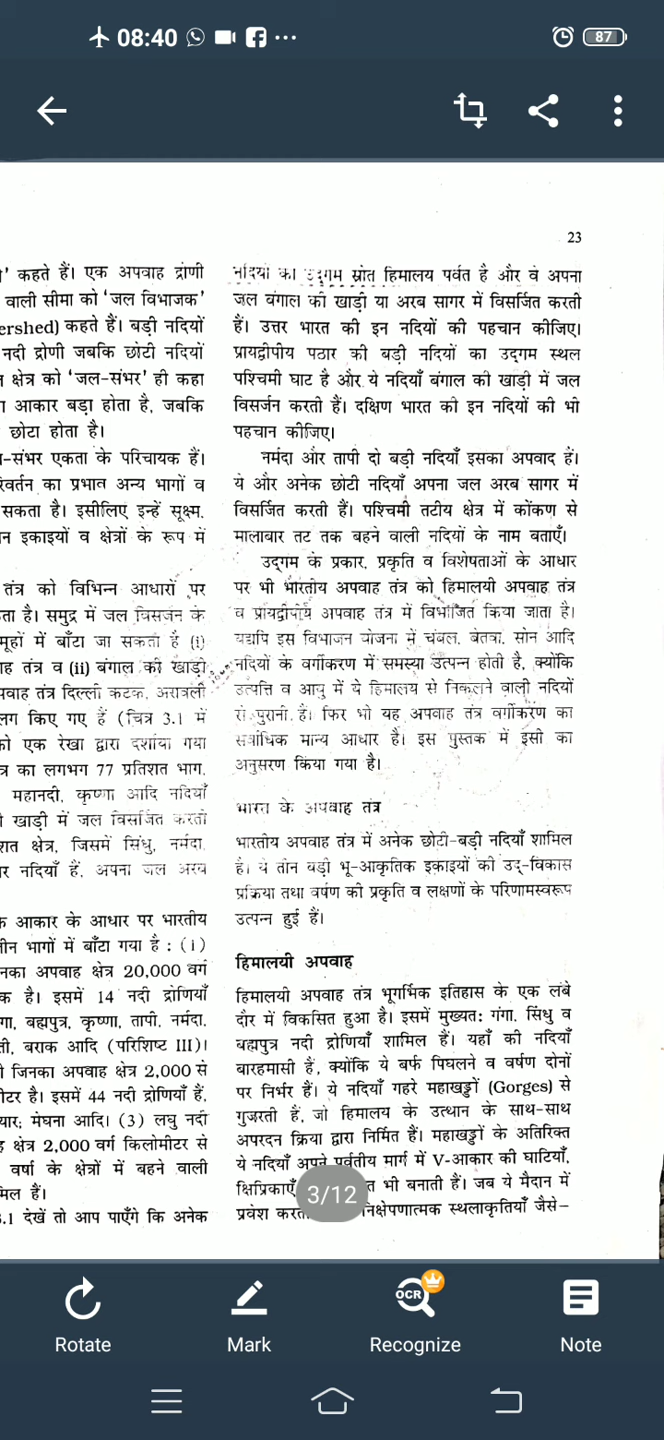 08:40
87
23
' कहते हैं। एक अपवाह द्रोणी
वाली सीमा को 'जल विभाजक'
ershed) कहते हैं। बड़ी नदियों
नदी द्रोणी जबकि छोटी नदियों
क्षेत्र को 'जल-संभर' ही कहा
आकार बड़ा होता है, जबकि
छोटा होता है।
-संभर एकता के परिचायक हैं।
का प्रभाव अन्य भागों व
सकता है। इसीलिए इन्हें सूक्ष्म,
इकाइयों व क्षेत्रों के रूप में
तंत्र को विभिन्न आधारों पर
है। समुद्र में जल विसर्जन के
में बाँटा जा सकता है (i)
तंत्र व (ii) बंगाल की खाड़ी
तंत्र दिल्ली कटक, अरावली
किए गए हैं (चित्र 3.1 में
को एक रेखा द्वारा दर्शाया गया
का लगभग 77 प्रतिशत भाग,
महानदी, कृष्णा आदि नदियाँ
खाड़ी में जल विसर्जित करती
क्षेत्र, जिसमें सिंधु, नर्मदा,
नदियाँ हैं, अपना जल अरब
आकार के आधार पर भारतीय
भागों में बाँटा गया है : (1)
अपवाह क्षेत्र 20,000 वर्ग
है। इसमें 14 नदी द्रोणियाँ
ब्रह्मपुत्र, कृष्णा, तापी, नर्मदा,
बराक आदि (परिशिष्ट III)।
जिनका अपवाह क्षेत्र 2,000 से
है। इसमें 44 नदी द्रोणियाँ हैं,
मेघना आदि। (3) लघु नदी
क्षेत्र 2,000 वर्ग किलोमीटर से
वर्षा के क्षेत्रों में बहने वाली
हैं।
.1 देखें तो आप पाएँगे कि अनेक
नदियों का उद्गम स्रोत हिमालय पर्वत है और वे अपना
जल बंगाल की खाड़ी या अरब सागर में विसर्जित करती
हैं। उत्तर भारत की इन नदियों की पहचान कीजिए।
प्रायद्वीपीय पठार की बड़ी नदियों का उद्गम स्थल
पश्चिमी घाट है और ये नदियाँ बंगाल की खाड़ी में जल
विसर्जन करती हैं। दक्षिण भारत की इन नदियों की भी
पहचान कीजिए।
नर्मदा और तापी दो बड़ी नदियाँ इसका अपवाद हैं।
ये और अनेक छोटी नदियाँ अपना जल अरब सागर में
विसर्जित करती हैं। पश्चिमी तटीय क्षेत्र में कोंकण से
मालाबार तट तक बहने वाली नदियों के नाम बताएँ।
उद्गम के प्रकार, प्रकृति व विशेषताओं के आधार
पर भी भारतीय अपवाह तंत्र को हिमालयी अपवाह तंत्र
व प्रायद्वीपीय अपवाह तंत्र में विभाजित किया जाता है।
यद्यपि इस विभाजन योजना में चंबल, बेतवा, सोन आदि
नदियों के वर्गीकरण में समस्या उत्पन्न होती है, क्योंकि
उत्पत्ति व आयु में ये हिमालय से निकलने वाली नदियों
से पुरानी हैं। फिर भी यह अपवाह तंत्र वर्गीकरण का
सर्वाधिक मान्य आधार है। इस पुस्तक में इसी का
अनुसरण किया गया है।
भारत के अपवाह तंत्र
भारतीय अपवाह तंत्र में अनेक छोटी-बड़ी नदियाँ शामिल
हैं। ये तीन बड़ी भू-आकृतिक इकाइयों की उद्-विकास
प्रक्रिया तथा वर्षण की प्रकृति व लक्षणों के परिणामस्वरूप
उत्पन्न हुई हैं।
हिमालयी अपवाह
हिमालयी अपवाह तंत्र भूगर्भिक इतिहास के एक लंबे
दौर में विकसित हुआ है। इसमें मुख्यत: गंगा, सिंधु व
ब्रह्मपुत्र नदी द्रोणियाँ शामिल हैं। यहाँ की नदियाँ
बारहमासी हैं, क्योंकि ये बर्फ पिघलने व वर्षण दोनों
पर निर्भर हैं। ये नदियाँ गहरे महाखड्डों (Gorges) से
गुजरती हैं, जो हिमालय के उत्थान के साथ-साथ
अपरदन क्रिया द्वारा निर्मित हैं। महाखड्डों के अतिरिक्त
ये नदियाँ अपने पर्वतीय मार्ग में V-आकार की घाटियाँ,
क्षिप्रिकाएँ भी बनाती हैं। जब ये मैदान में
प्रवेश निक्षेपणात्मक स्थलाकृतियाँ जैसे-
3/12
Rotate
Mark
OCR
Recognize
Note